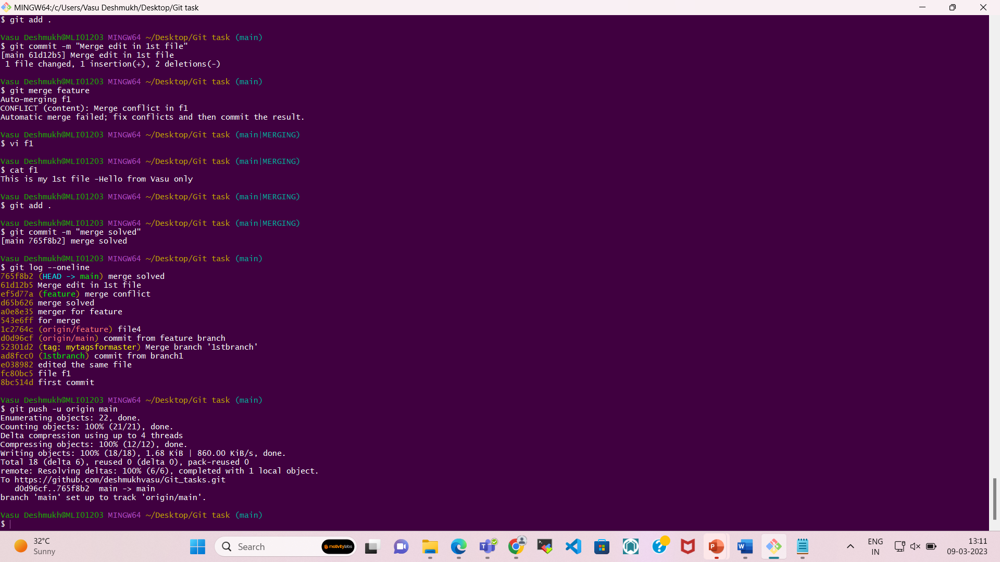 MINGW64:/c/Users/Vasu Deshmukh/Desktop/Git task
$ git add .
Vasu Deshmukh@MLI01203 MINGW64 ~/Desktop/Git task (main)
$ git commit -m "Merge edit in 1st file"
[main 61d12b5] Merge edit in 1st file
1 file changed, 1 insertion(+), 2 deletions(-)
Vasu Deshmukh@MLI01203 MINGW64 ~/Desktop/Git task (main)
$ git merge feature
Auto-merging f1
CONFLICT (content): Merge conflict in f1
Automatic merge failed; fix conflicts and then commit the result.
Vasu Deshmukh@MLI01203 MINGW64 ~/Desktop/Git task (main|MERGING)
$ vi f1
Vasu Deshmukh@MLI01203 MINGW64 ~/Desktop/Git task (main|MERGING)
$ cat f1
This is my 1st file -Hello from Vasu only
Vasu Deshmukh@MLI01203 MINGW64 ~/Desktop/Git task (main|MERGING)
$ git add .
Vasu Deshmukh@MLI01203 MINGW64 ~/Desktop/Git task (main|MERGING)
$ git commit -m "merge solved"
[main 765f8b2] merge solved
Vasu Deshmukh@MLI01203 MINGW64 ~/Desktop/Git task (main)
$ git log --oneline
765f8b2 (HEAD -> main) merge solved
61d12b5 Merge edit in 1st file
ef5d77a (feature) merge conflict
d65b626 merge solved
a0e8e35 merger for feature
543e6ff for merge
1c2764c (origin/feature) file4
d0d96cf (origin/main) commit from feature branch
52301d2 (tag: mytagsformaster) Merge branch '1stbranch'
ad8fcc0 (1stbranch) commit from branch1
e038982 edited the same file
fc80bc5 file f1
8bc514d first commit
Vasu Deshmukh@MLI01203 MINGW64 ~/Desktop/Git task (main)
$ git push -u origin main
Enumerating objects: 22, done.
Counting objects: 100% (21/21), done.
Delta compression using up to 4 threads
Compressing objects: 100% (12/12), done.
Writing objects: 100% (18/18), 1.68 KiB | 860.00 KiB/s, done.
Total 18 (delta 6), reused 0 (delta 0), pack-reused 0
remote: Resolving deltas: 100% (6/6), completed with 1 local object.
To https://github.com/deshmukhvasu/Git_tasks.git
d0d96cf..765f8b2 main -> main
branch 'main' set up to track 'origin/main'.
Vasu Deshmukh@MLI01203 MINGW64 ~/Desktop/Git task (main)
$
32°C
Sunny
Search
motivitylabs
ENG
IN
13:11
09-03-2023